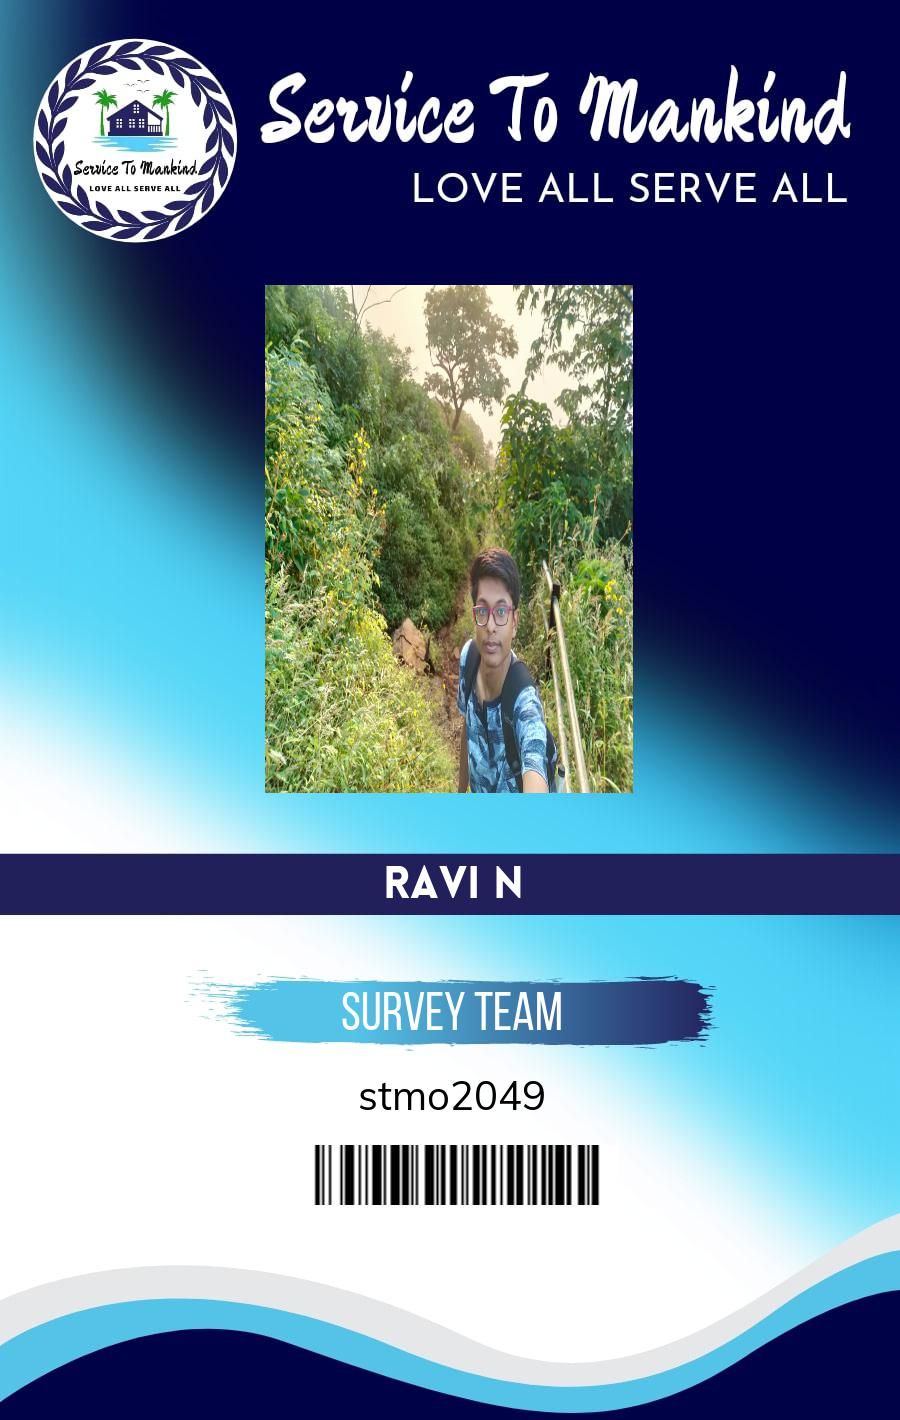 Service To Mankind
LOVE ALL SERVE ALL
Service To Mankind
LOVE ALL SERVE ALL
RAVI N
SURVEY TEAM
stmo2049